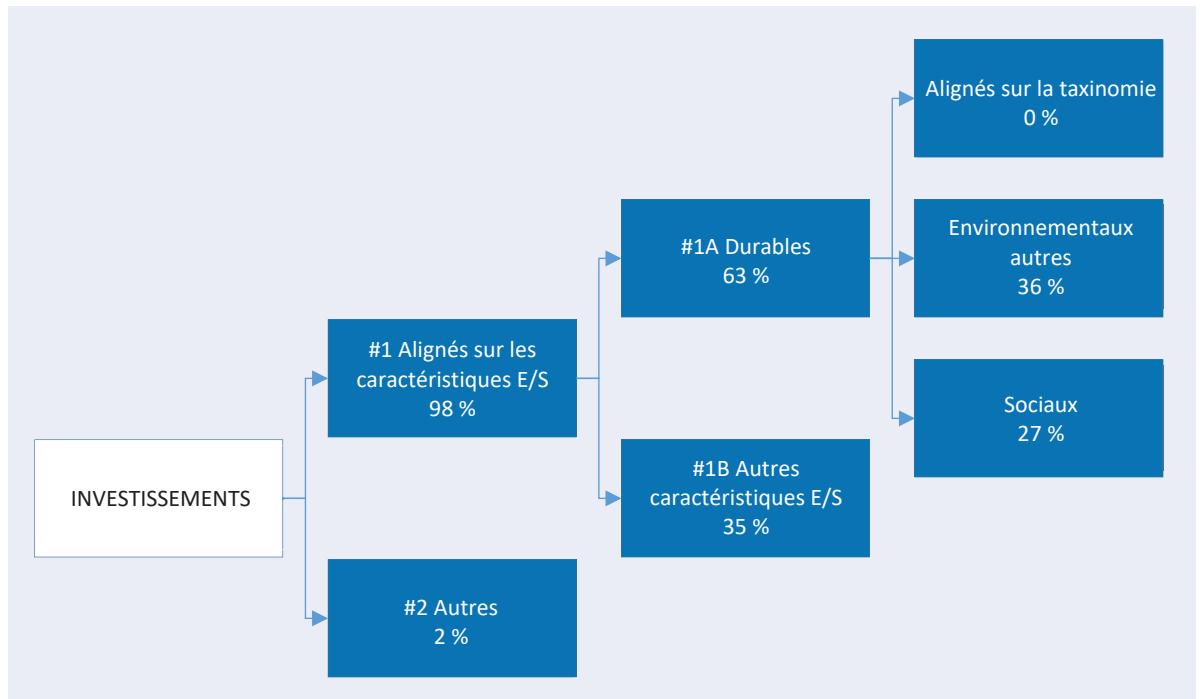 INVESTISSEMENTS
#1 Alignés sur les
caractéristiques E/S
98 %
#2 Autres
2 %
#1A Durables
63 %
#1B Autres
caractéristiques E/S
35 %
Alignés sur la taxinomie
0 %
Environnementaux
autres
36 %
Sociaux
27 %